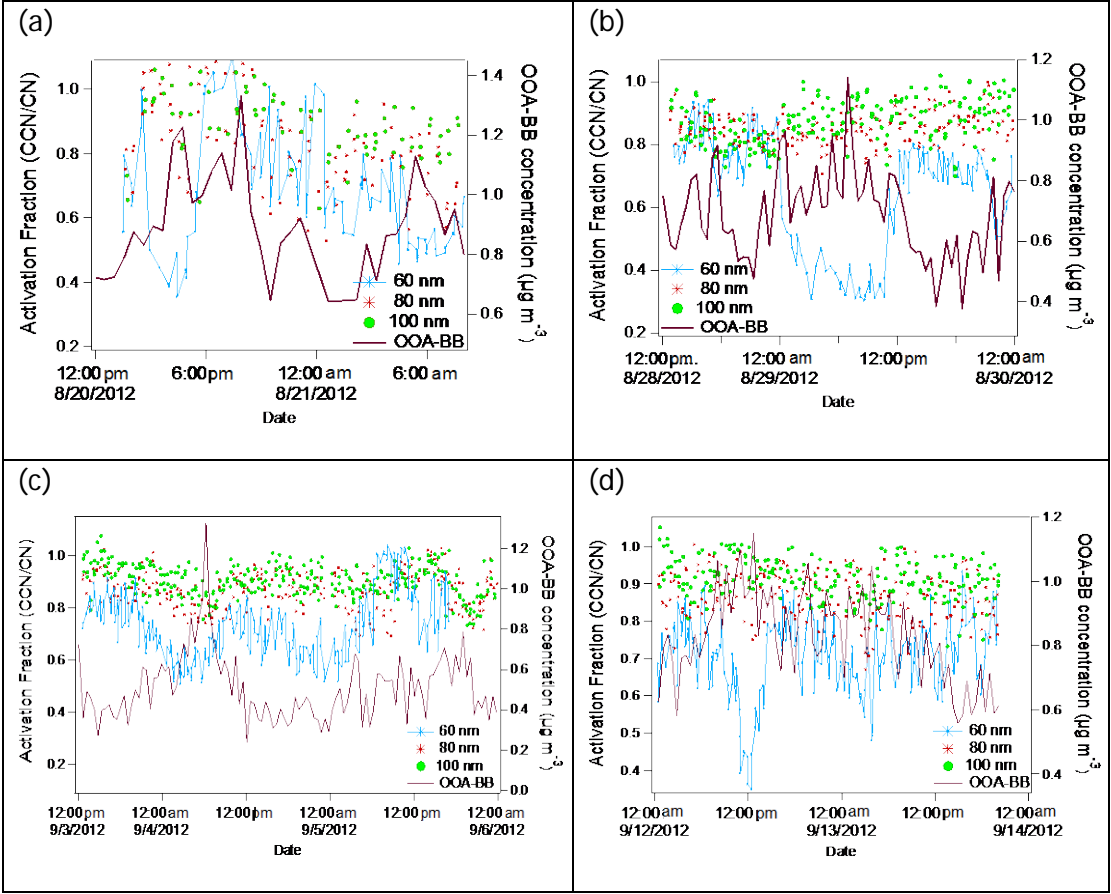 (a)
Activation Fraction (CCN/CN)
1.0
0.8
0.6
0.4
0.2
OOA-BB concentration (µg m-3)
1.4
1.2
1.0
0.8
0.6
60 nm
80 nm
100 nm
OOA-BB
12:00 pm 6:00 pm 12:00 am 6:00 am
8/20/2012 8/21/2012
Date
(b)
Activation Fraction (CCN/CN)
1.0
0.8
0.6
0.4
0.2
OOA-BB concentration (µg m-3)
1.2
1.0
0.8
0.6
0.4
60 nm
80 nm
100 nm
OOA-BB
12:00 pm. 12:00 am 12:00 pm 12:00 am
8/28/2012 8/29/2012 8/30/2012
Date
(c)
Activation Fraction (CCN/CN)
1.0
0.8
0.6
0.4
0.2
OOA-BB concentration (µg m-3)
1.2
1.0
0.8
0.6
0.4
0.2
0.0
60 nm
80 nm
100 nm
OOA-BB
12:00 pm 12:00 am 12:00 pm 12:00 am 12:00 pm 12:00 am
9/3/2012 9/4/2012 9/5/2012 9/6/2012
Date
(d)
Activation Fraction (CCN/CN)
1.0
0.9
0.8
0.7
0.6
0.5
0.4
OOA-BB concentration (µg m-3)
1.2
1.0
0.8
0.6
0.4
60 nm
80 nm
100 nm
OOA-BB
12:00 am 12:00 pm 12:00 am 12:00 pm 12:00 am
9/12/2012 9/13/2012 9/14/2012
Date